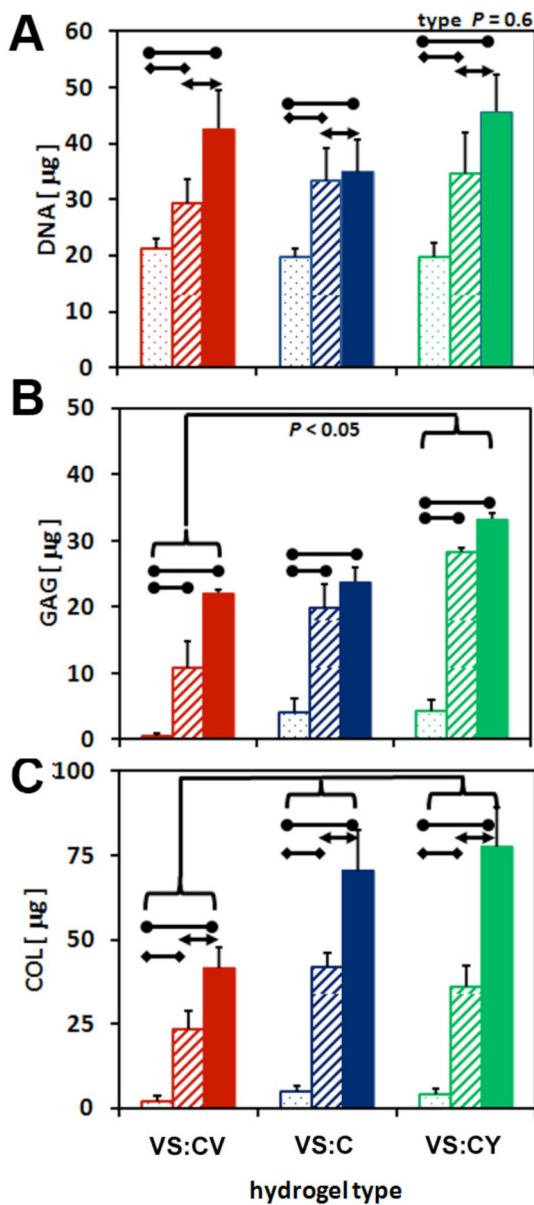 A
type P = 0.6
60
50
40
30
20
10
0
DNA [ µg ]
B
50
40
30
20
10
0
GAG [ µg ]
P < 0.05
C
100
75
50
25
0
COL [ µg ]
VS:CV VS:C VS:CY
hydrogel type